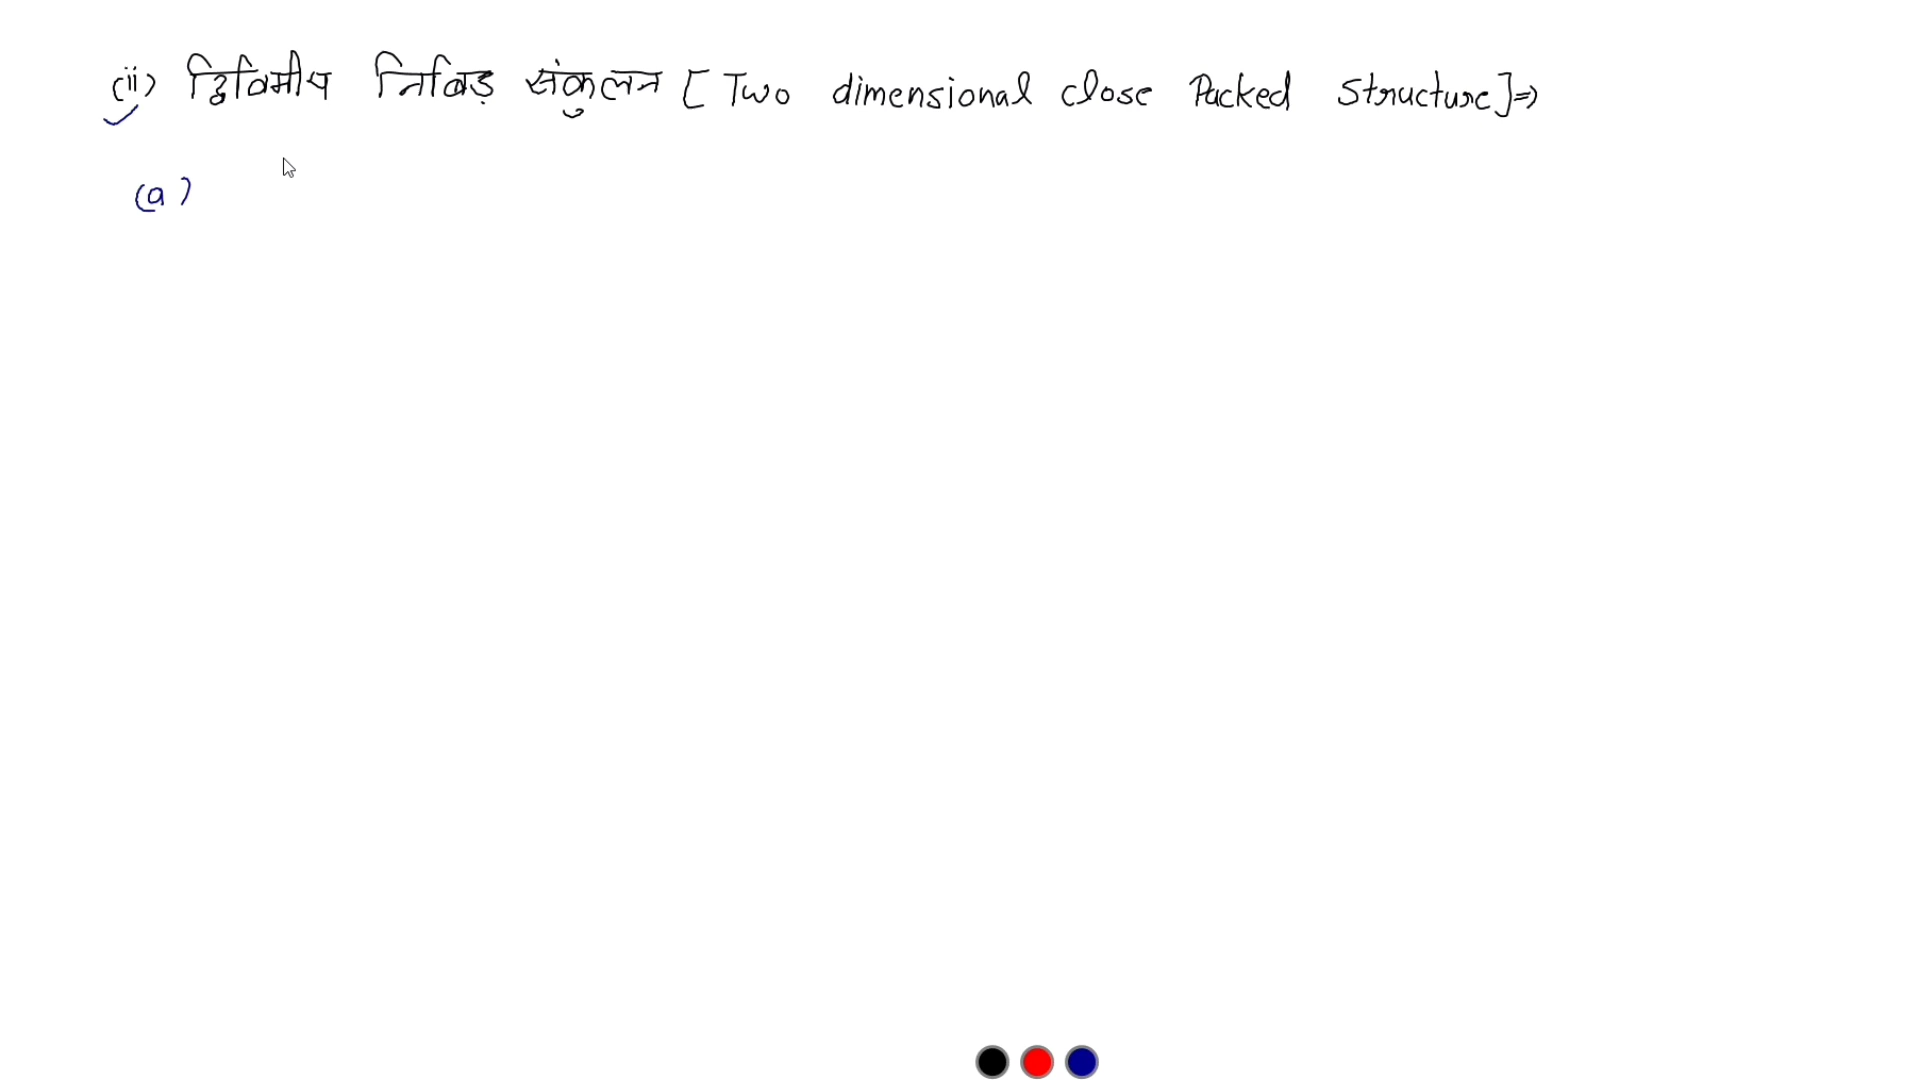 (ii) द्विविमीय निविड़ संकुलन [Two dimensional close Packed Structure]⇒
(a)